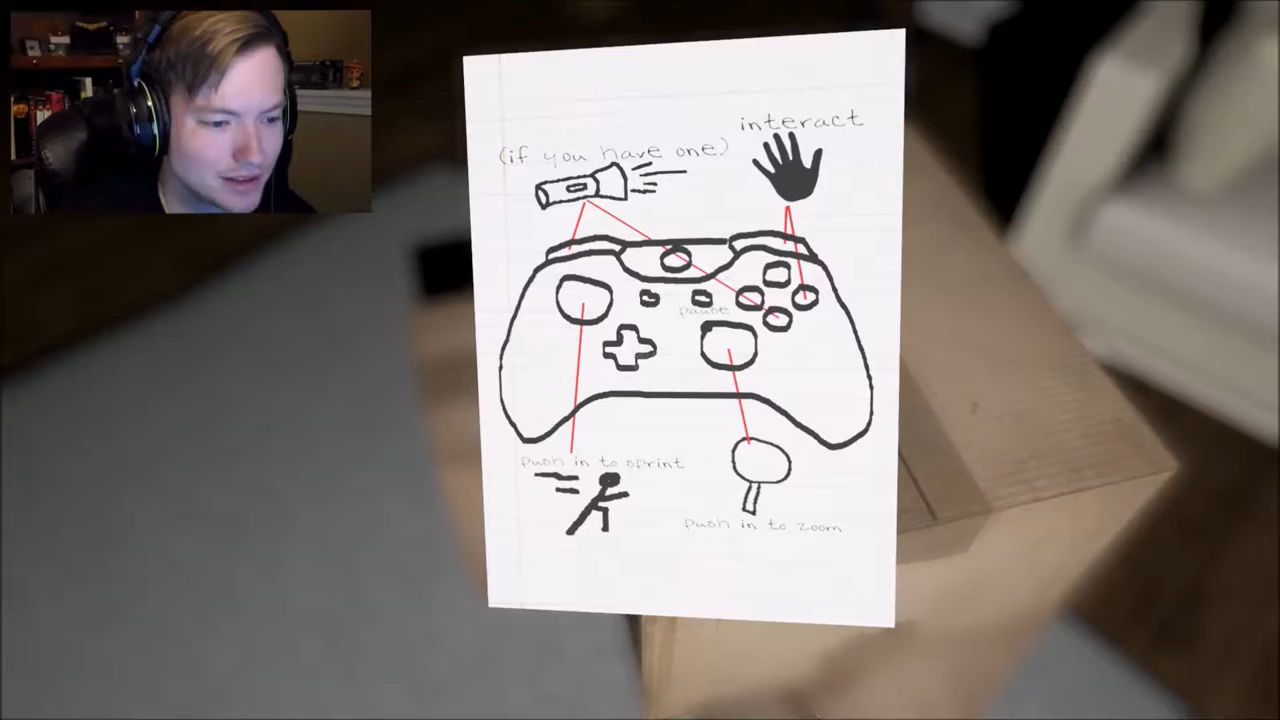 interact
(if you have one)
pause
push in to sprint
push in to zoom